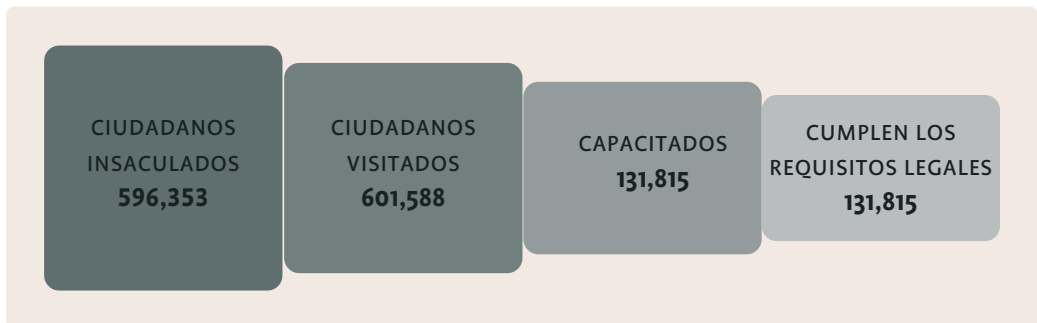 CIUDADANOS
INSACULADOS
596,353
CIUDADANOS
VISITADOS
601,588
CAPACITADOS
131,815
CUMPLEN LOS
REQUISITOS LEGALES
131,815